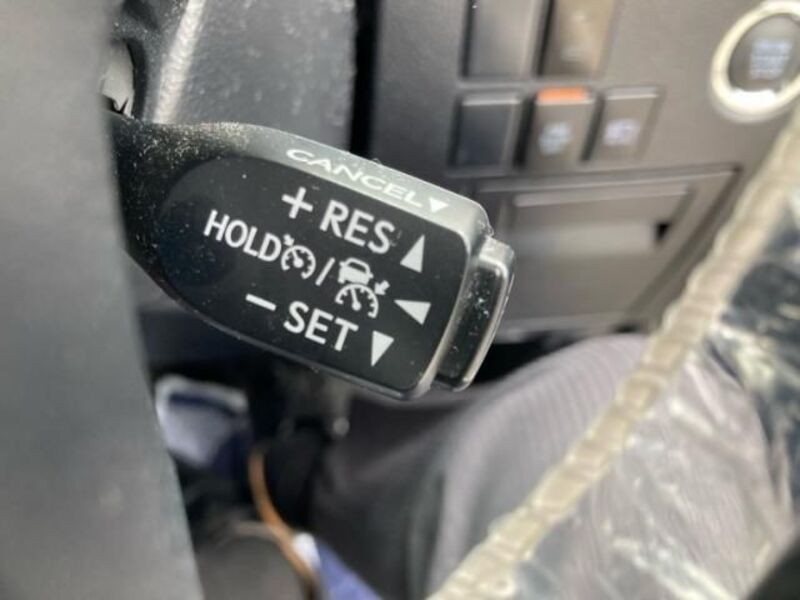 CANCEL
+ RES
HOLD /
− SET